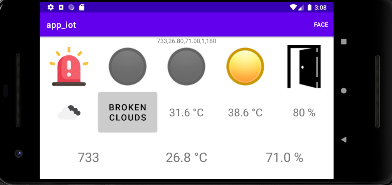 3:08
app_iot FACE
733,26.80,71.00,1,180
BROKEN
CLOUDS
31.6 °C 38.6 °C 80 %
733 26.8 °C 71.0 %